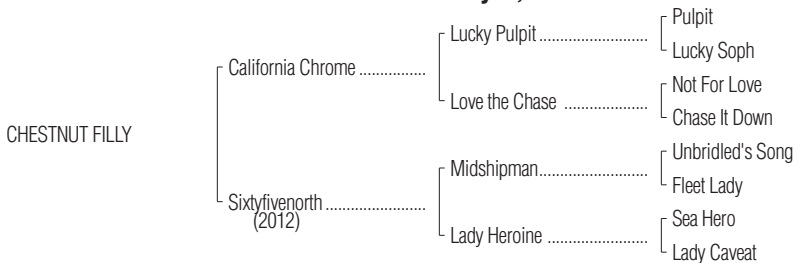 Pulpit
Lucky Pulpit
Lucky Soph
California Chrome
Not For Love
Love the Chase
Chase It Down
CHESTNUT FILLY
Unbridled's Song
Midshipman
Fleet Lady
Sixtyfivenorth
(2012)
Sea Hero
Lady Heroine
Lady Caveat